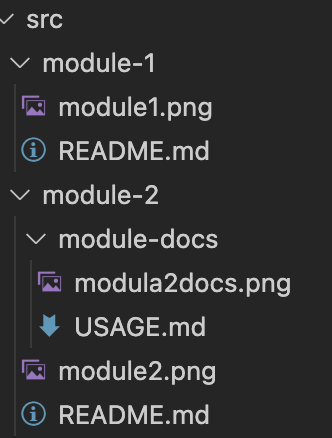 src
module-1
module1.png
README.md
module-2
module-docs
modula2docs.png
USAGE.md
module2.png
README.md